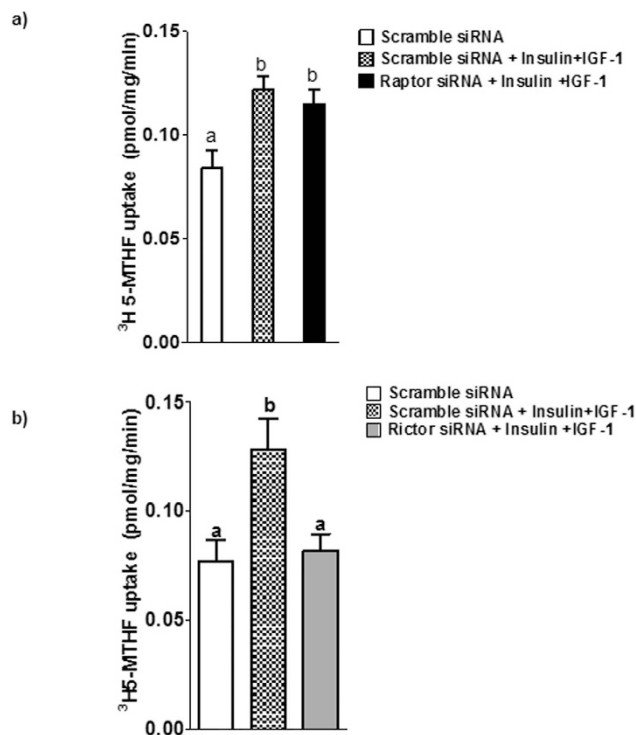 a)
0.15
0.10
0.05
0.00
³H 5-MTHF uptake (pmol/mg/min)
a
b
b
Scramble siRNA
Scramble siRNA + Insulin+IGF-1
Raptor siRNA + Insulin +IGF-1
b)
0.15
0.10
0.05
0.00
³H5-MTHF uptake (pmol/mg/min)
a
b
a
Scramble siRNA
Scramble siRNA + Insulin+IGF-1
Rictor siRNA + Insulin +IGF-1